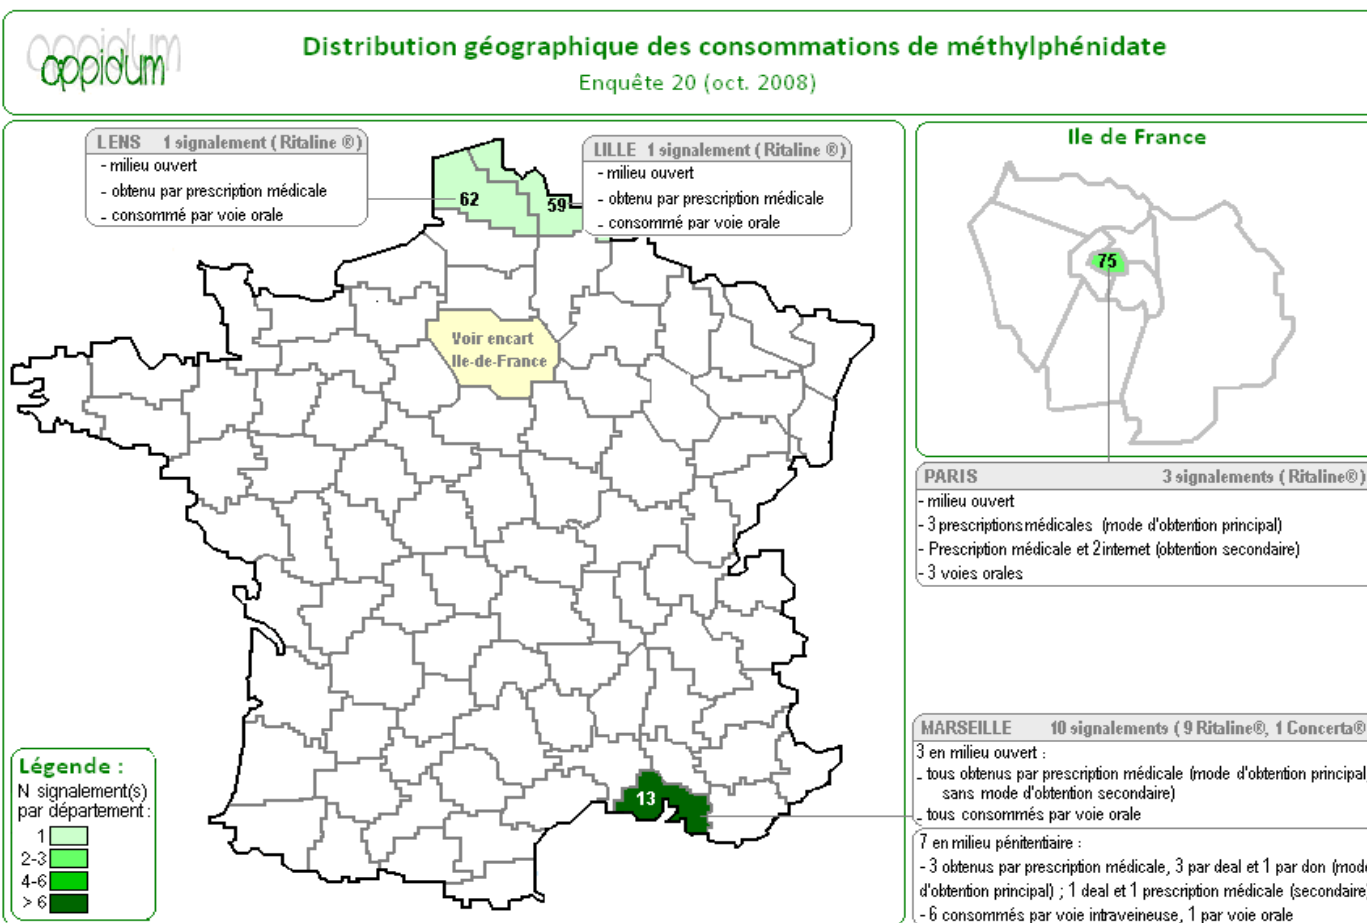 oppidum
oppidum
Distribution géographique des consommations de méthylphénidate
Enquête 20 (oct. 2008)
LENS 1 signalement ( Ritaline ®)
- milieu ouvert
- obtenu par prescription médicale
- consommé par voie orale
LILLE 1 signalement ( Ritaline ®)
- milieu ouvert
- obtenu par prescription médicale
- consommé par voie orale
62
59
Voir encart
Ile-de-France
13
Légende :
N signalement(s)
par département :
1
2-3
4-6
> 6
Ile de France
75
PARIS 3 signalements ( Ritaline®)
- milieu ouvert
- 3 prescriptions médicales (mode d'obtention principal)
- Prescription médicale et 2 internet (obtention secondaire)
- 3 voies orales
MARSEILLE 10 signalements ( 9 Ritaline®, 1 Concerta®
3 en milieu ouvert :
- tous obtenus par prescription médicale (mode d'obtention principal
sans mode d'obtention secondaire)
- tous consommés par voie orale
7 en milieu pénitentiaire :
- 3 obtenus par prescription médicale, 3 par deal et 1 par don (mode
d'obtention principal) ; 1 deal et 1 prescription médicale (secondaire)
- 6 consommés par voie intraveineuse, 1 par voie orale